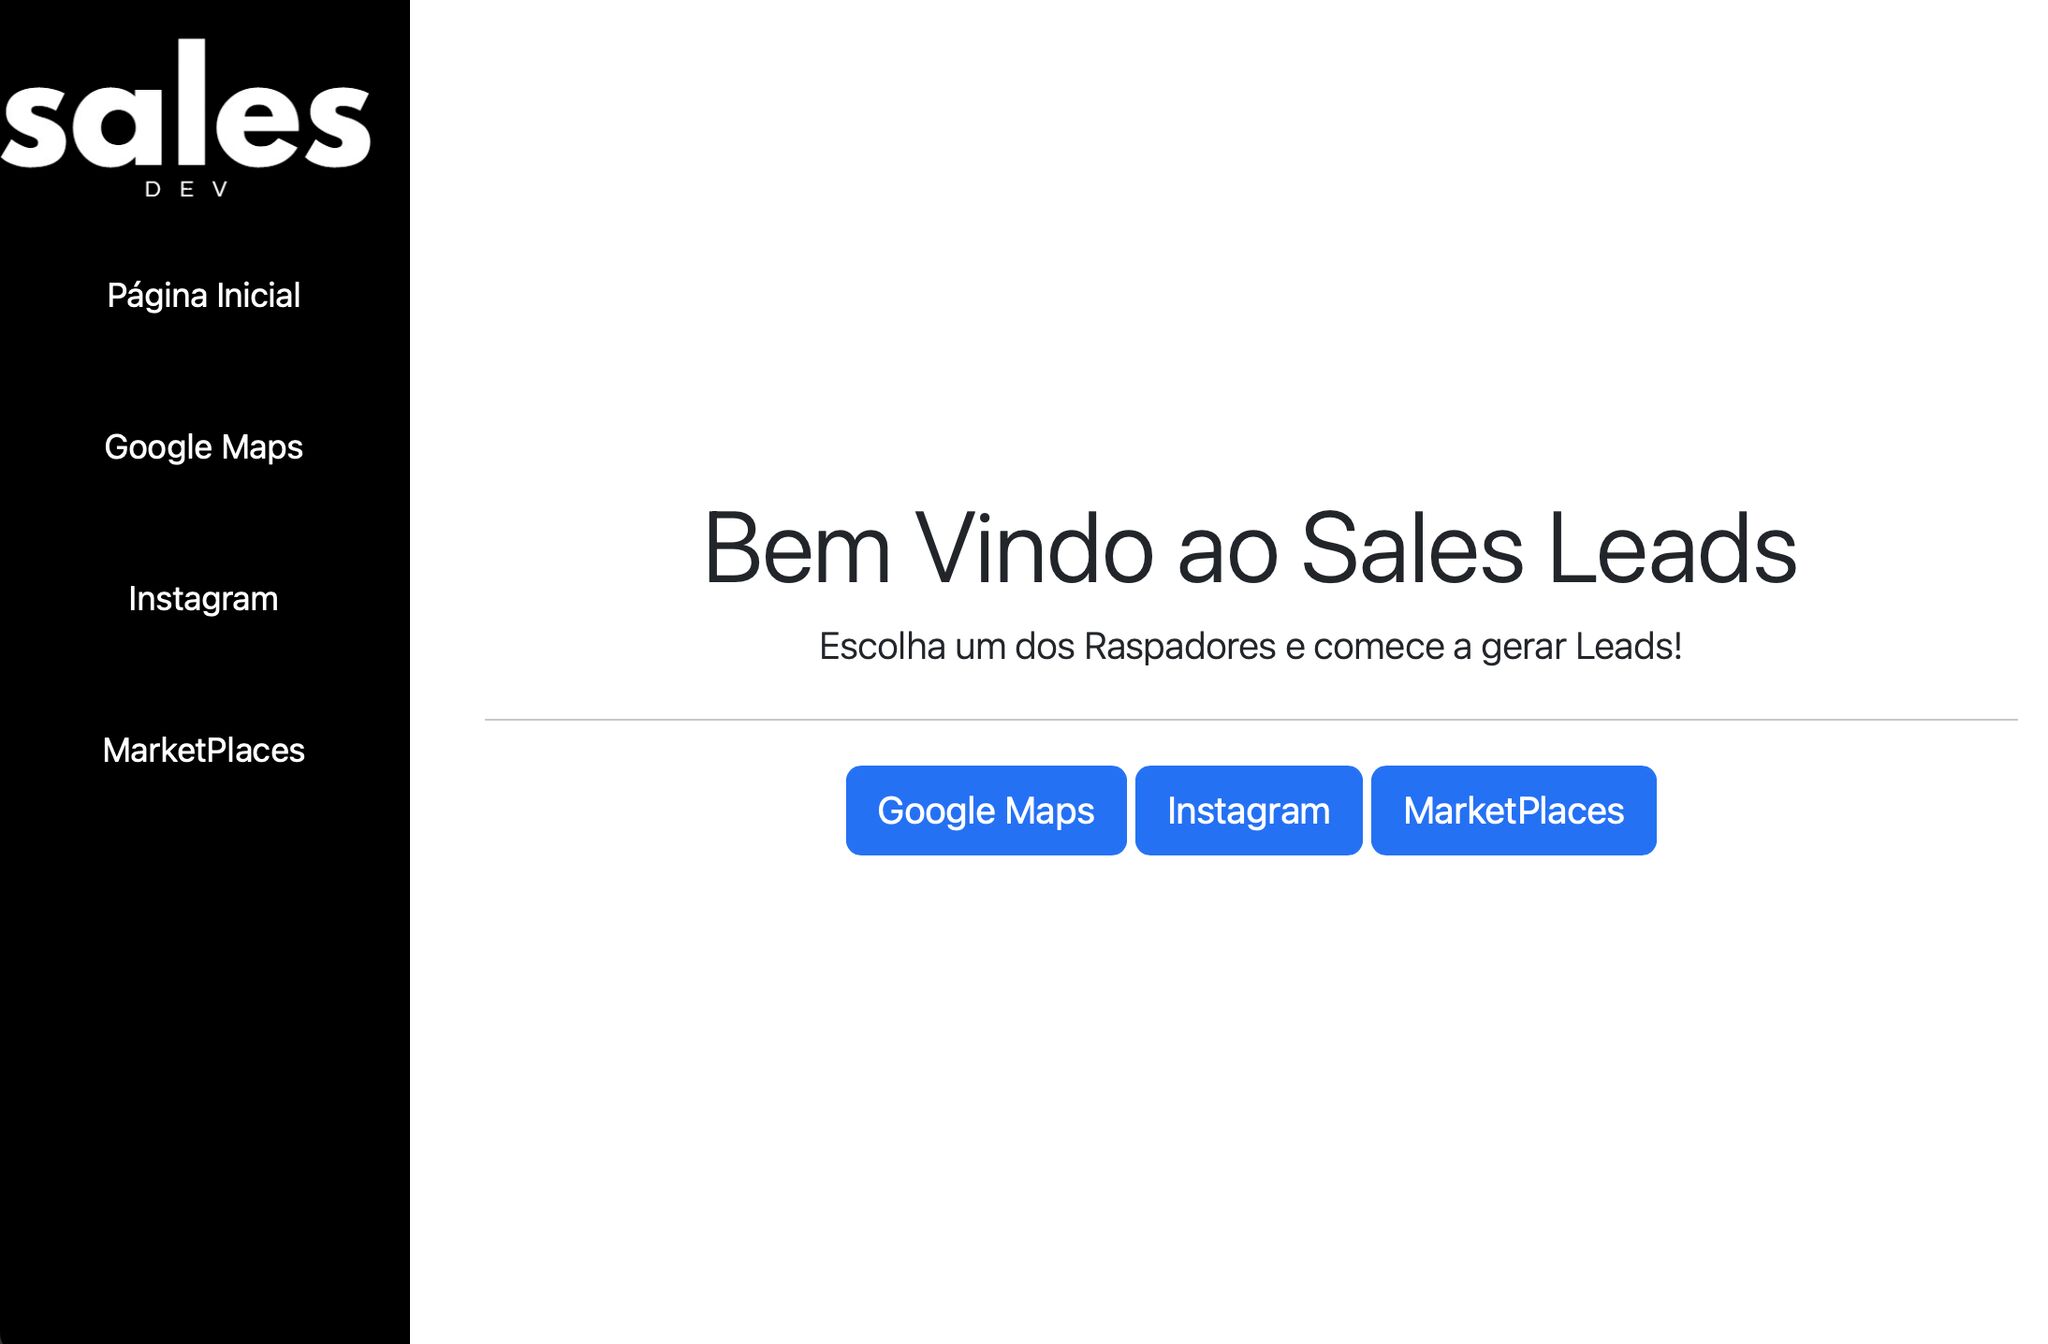 sales
DEV
Página Inicial
Google Maps
Instagram
MarketPlaces
Bem Vindo ao Sales Leads
Escolha um dos Raspadores e comece a gerar Leads!
Google Maps Instagram MarketPlaces